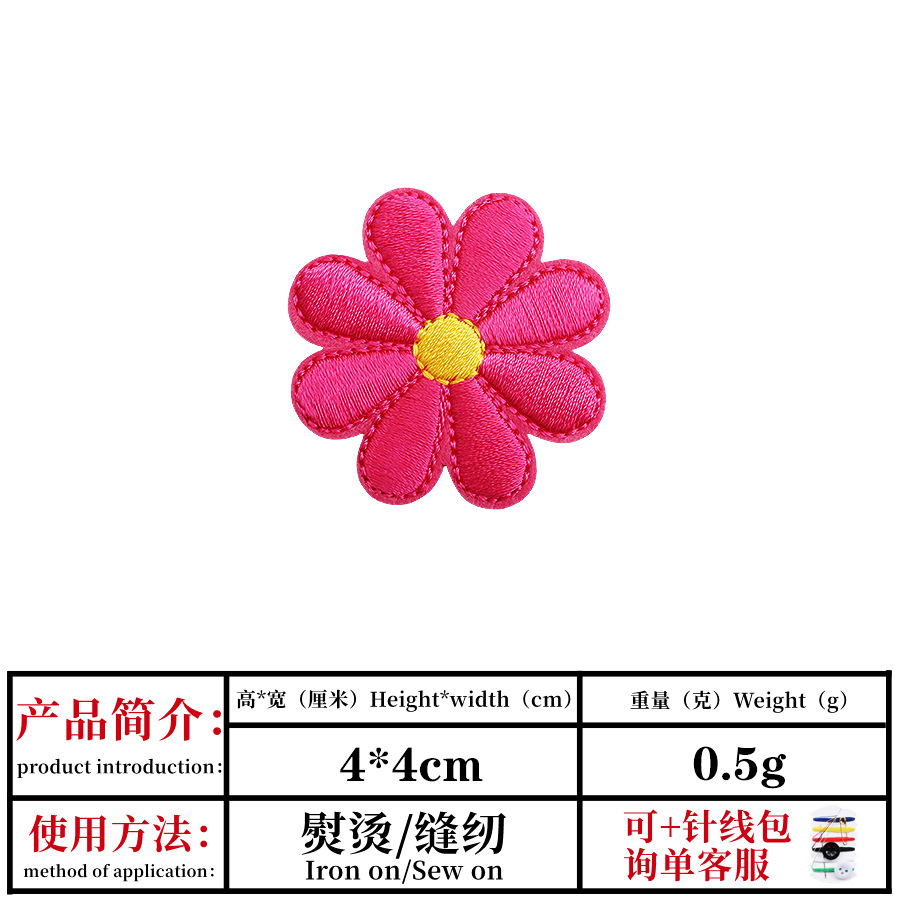 产品简介：
product introduction：
高*宽（厘米）Height*width（cm）
重量（克）Weight（g）
4*4cm
0.5g
使用方法：
method of application：
熨烫/缝纫
Iron on/Sew on
可+针线包
询单客服